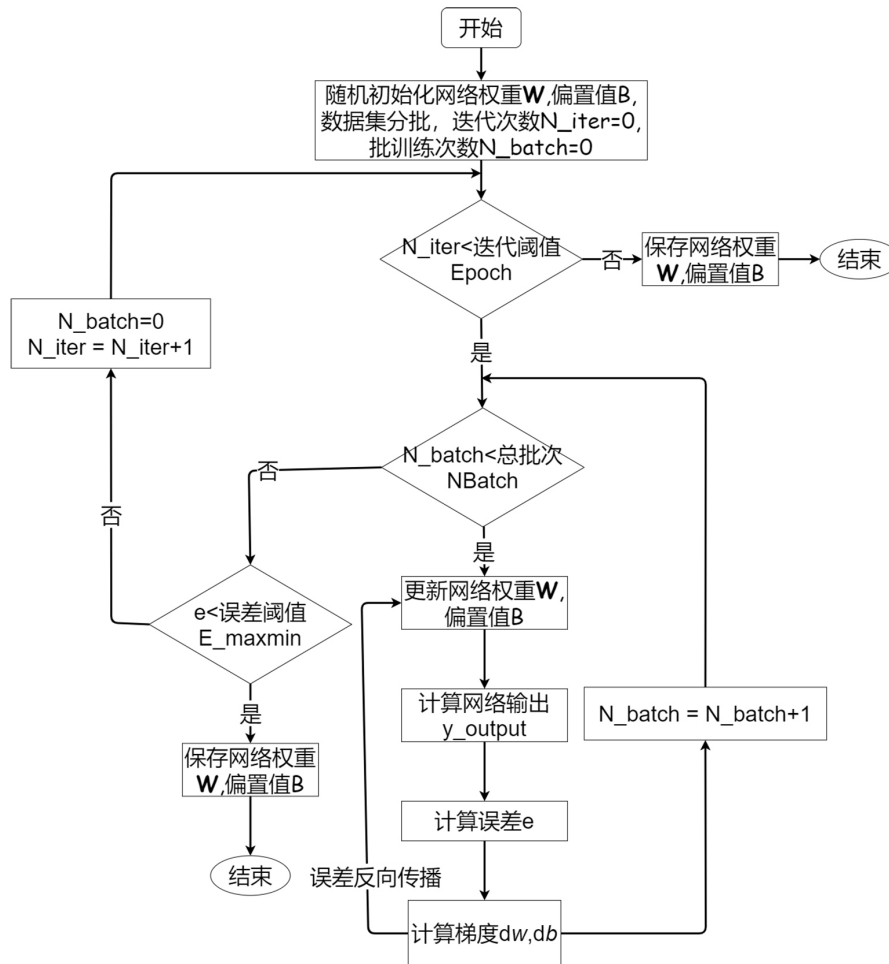 开始
随机初始化网络权重W,偏置值B,
数据集分批，迭代次数N_iter=0,
批训练次数N_batch=0
N_iter<迭代阈值
Epoch
否
保存网络权重
W,偏置值B
结束
N_batch=0
N_iter = N_iter+1
是
N_batch<总批次
NBatch
否
否
是
e<误差阈值
E_maxmin
更新网络权重W,
偏置值B
是
计算网络输出
y_output
N_batch = N_batch+1
保存网络权重
W,偏置值B
计算误差e
结束
误差反向传播
计算梯度dw,db